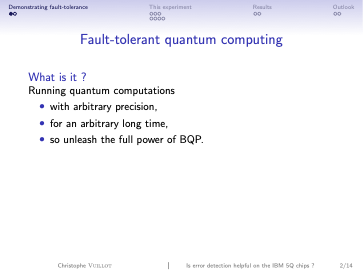 Demonstrating fault-tolerance This experiment Results Outlook
Fault-tolerant quantum computing
What is it ?
Running quantum computations
• with arbitrary precision,
• for an arbitrary long time,
• so unleash the full power of BQP.
Christophe Vuillot | Is error detection helpful on the IBM 5Q chips ? 2/14